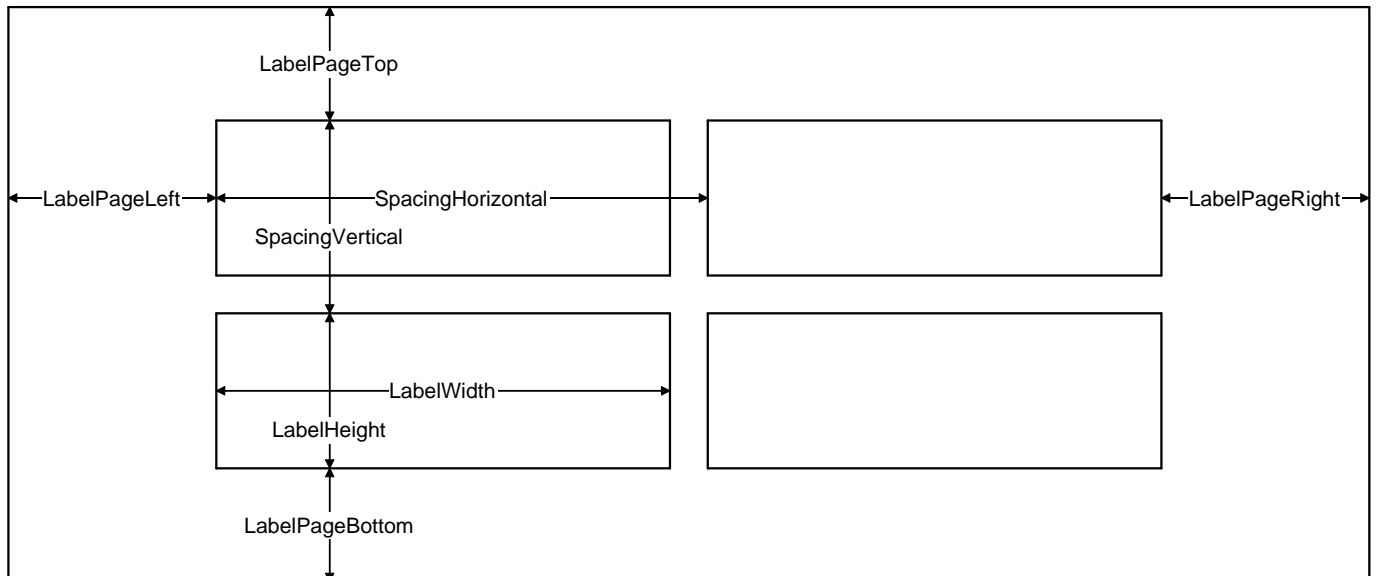 LabelPageTop
LabelPageLeft
SpacingHorizontal
LabelPageRight
SpacingVertical
LabelWidth
LabelHeight
LabelPageBottom